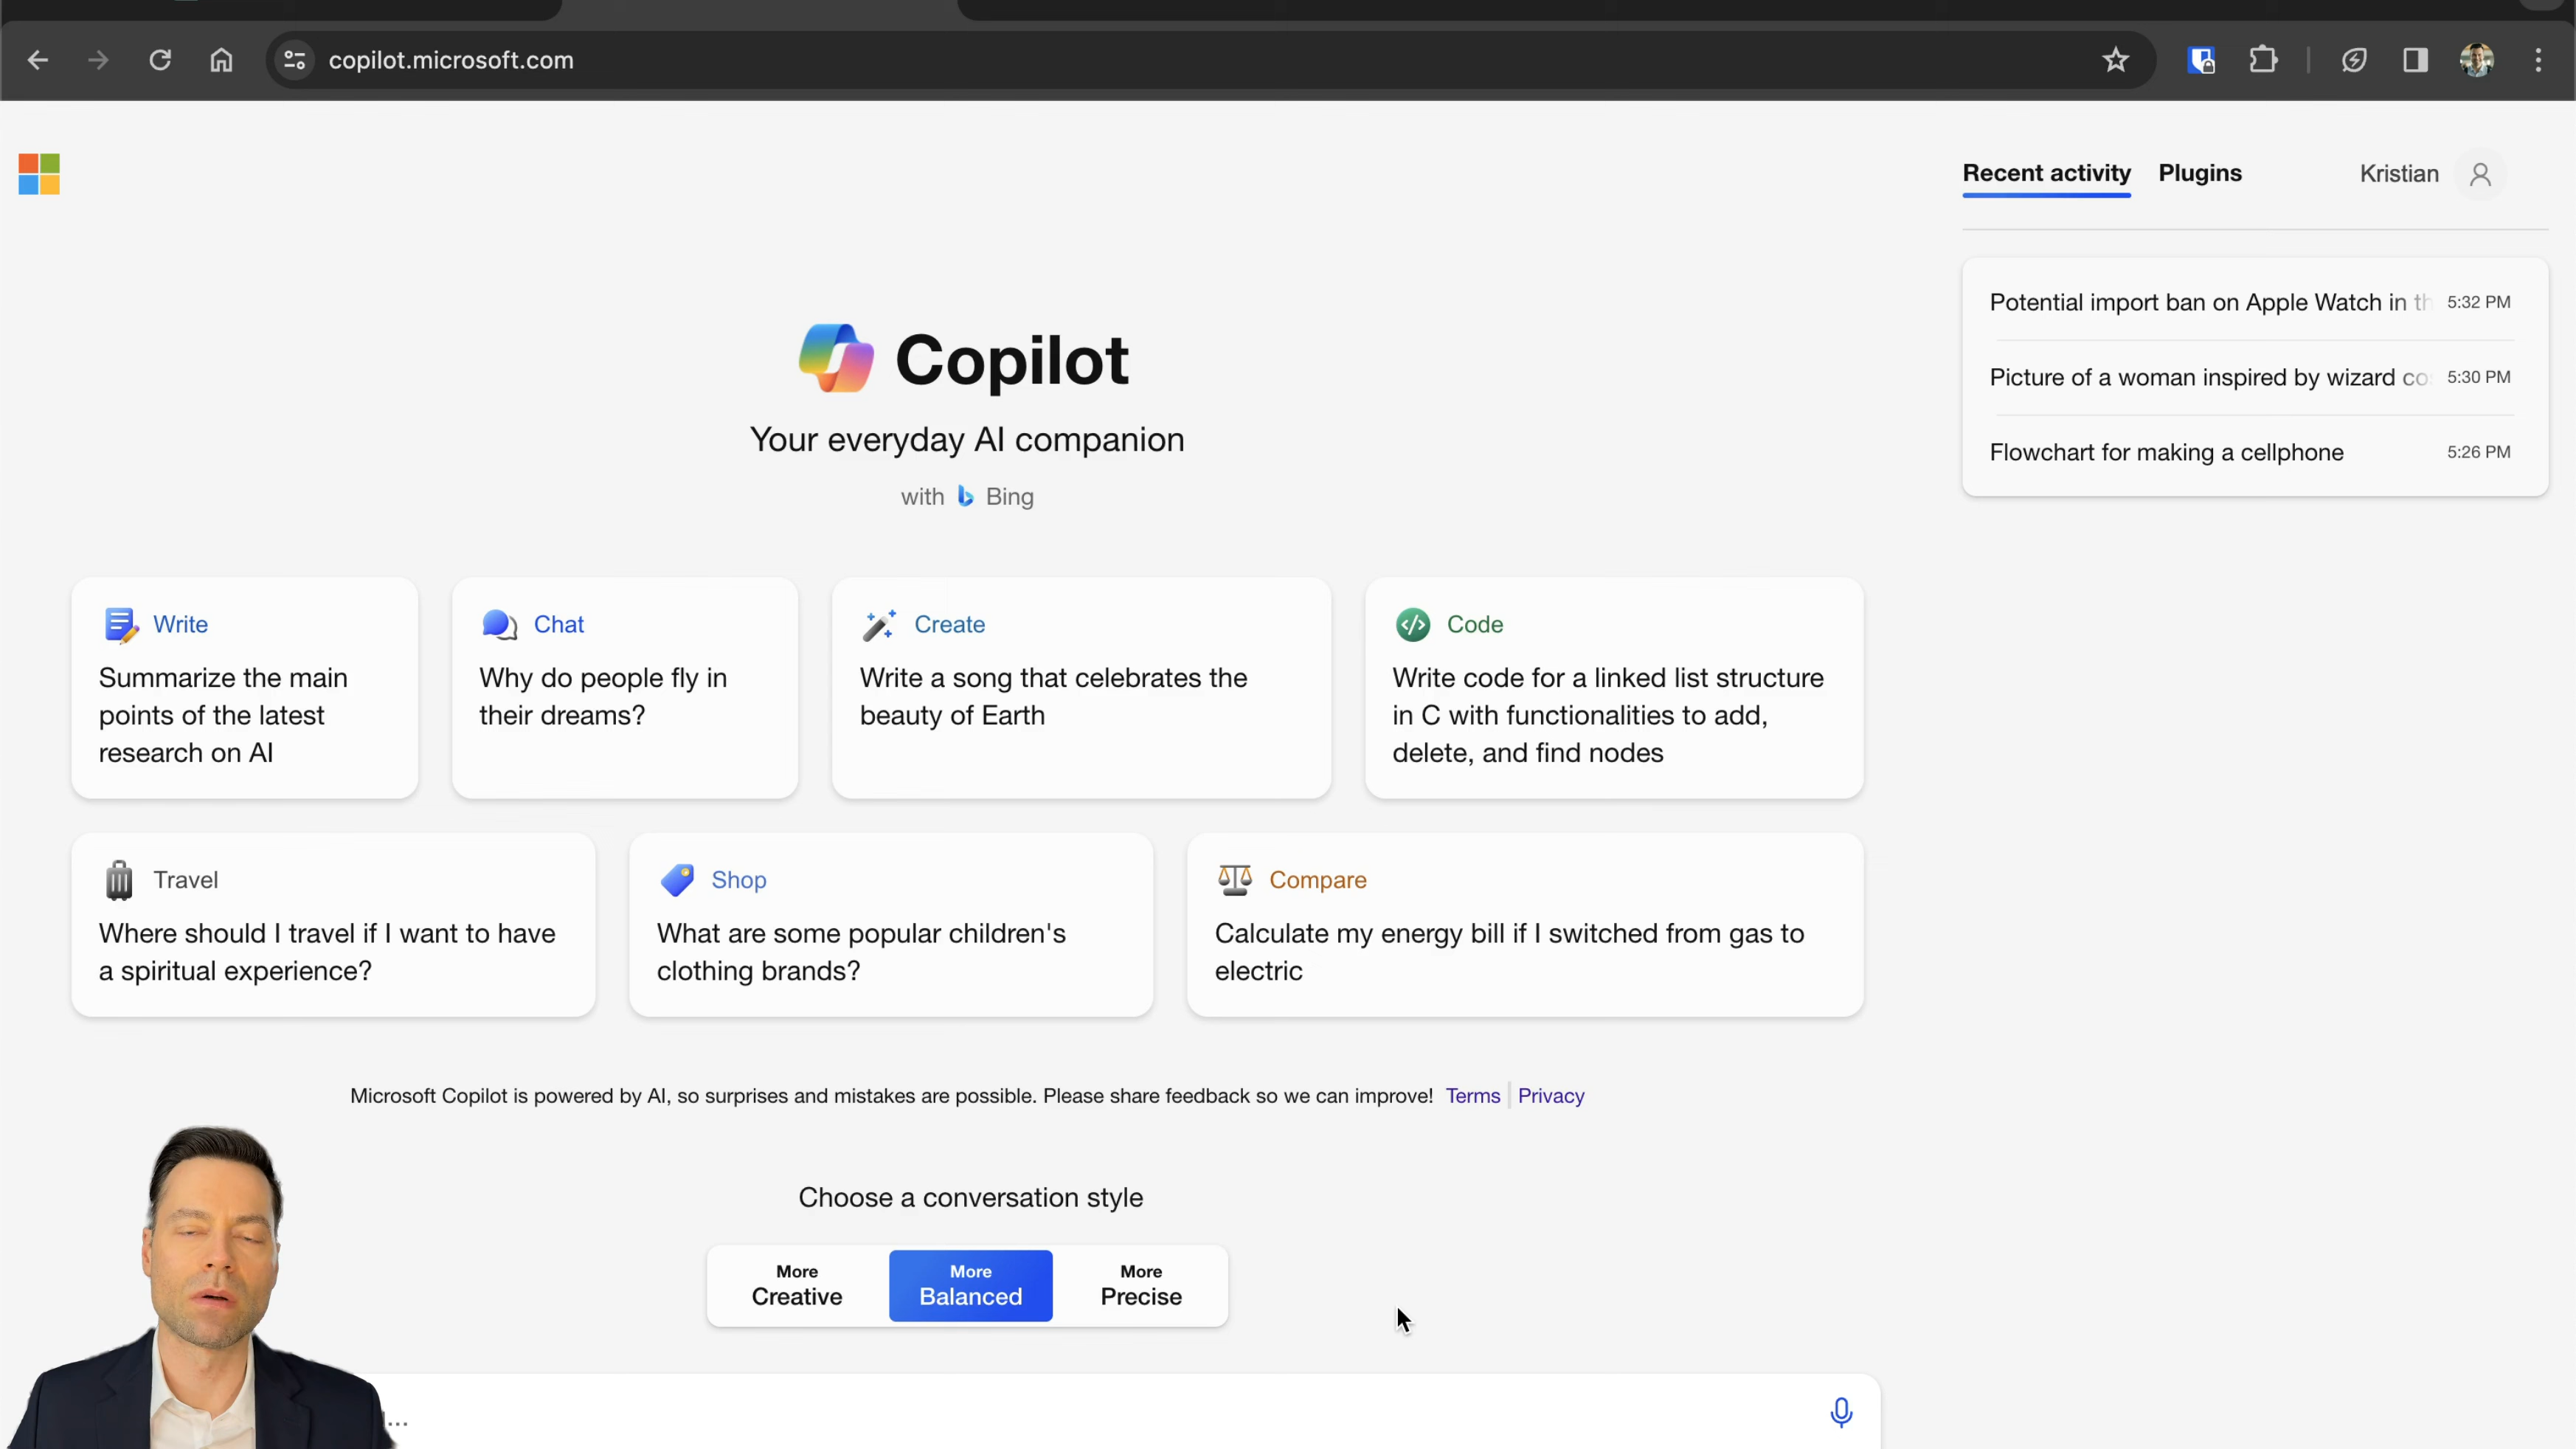 copilot.microsoft.com
Recent activity
Plugins
Kristian
Potential import ban on Apple Watch in th
5:32 PM
Picture of a woman inspired by wizard co
5:30 PM
Flowchart for making a cellphone
5:26 PM
Copilot
Your everyday AI companion
with Bing
Write
Summarize the main
points of the latest
research on AI
Chat
Why do people fly in
their dreams?
Create
Write a song that celebrates the
beauty of Earth
Code
Write code for a linked list structure
in C with functionalities to add,
delete, and find nodes
Travel
Where should I travel if I want to have
a spiritual experience?
Shop
What are some popular children's
clothing brands?
Compare
Calculate my energy bill if I switched from gas to
electric
Microsoft Copilot is powered by AI, so surprises and mistakes are possible. Please share feedback so we can improve! Terms Privacy
Choose a conversation style
More
Creative
More
Balanced
More
Precise
...